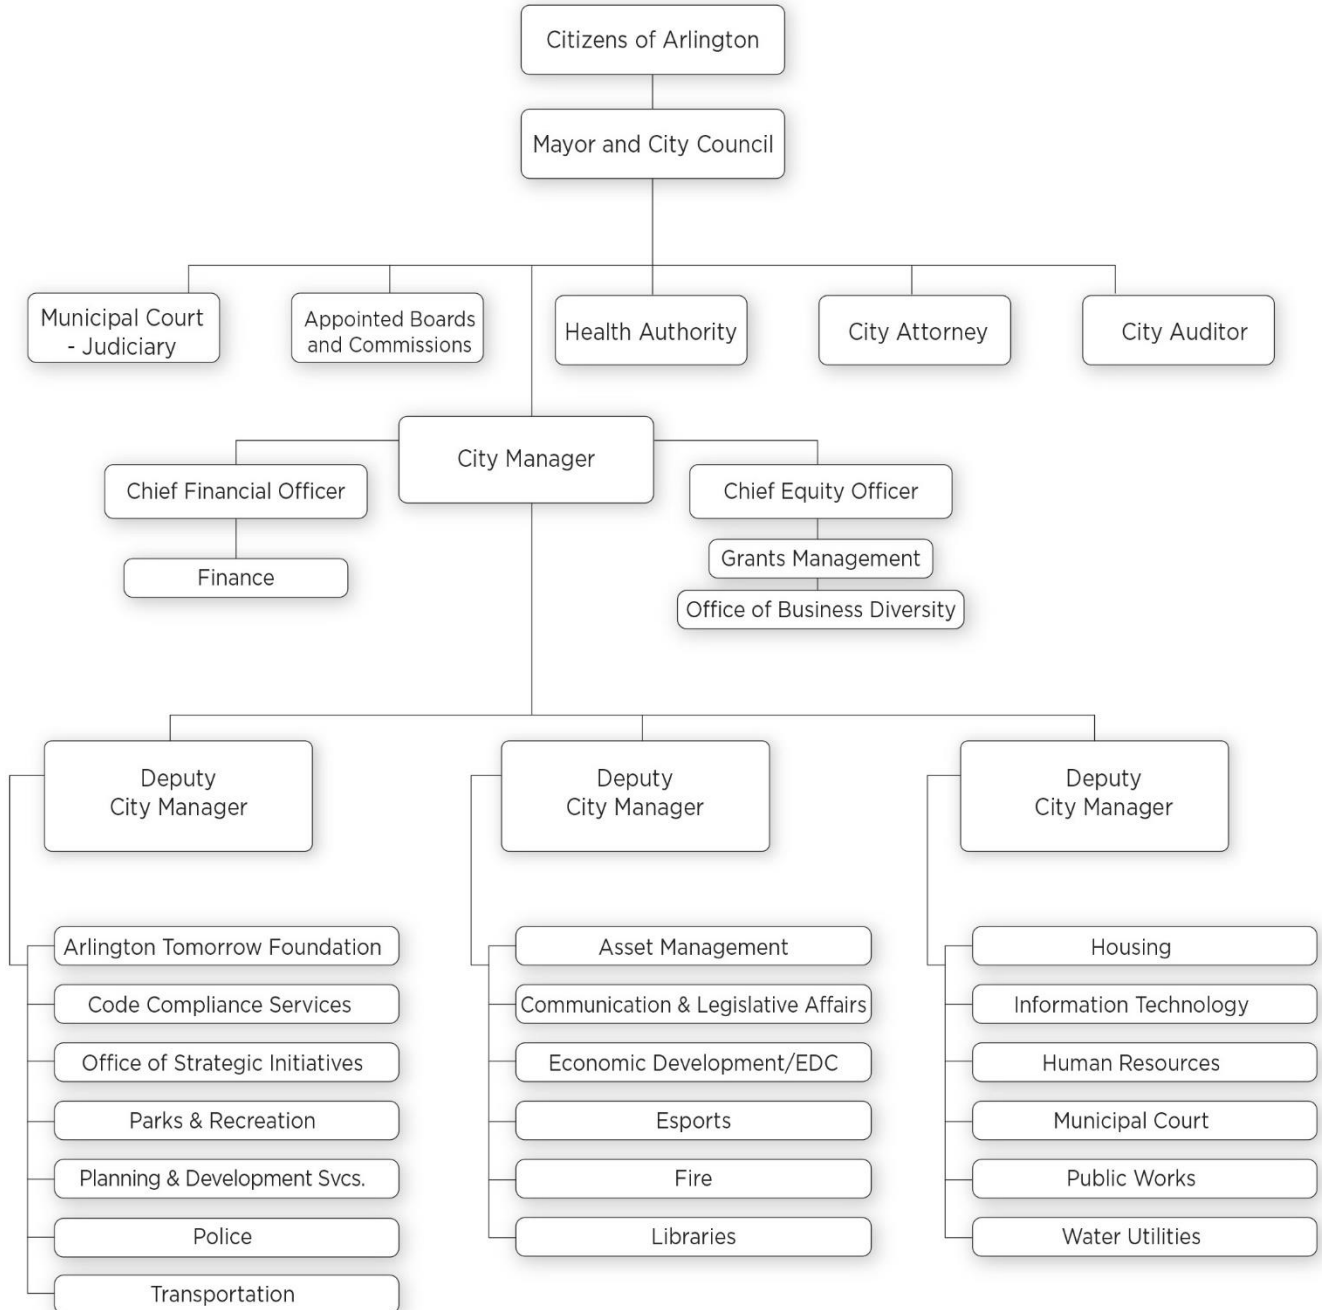 Citizens of Arlington
Mayor and City Council
Municipal Court
- Judiciary
Appointed Boards
and Commissions
Health Authority
City Attorney
City Auditor
City Manager
Chief Financial Officer
Finance
Chief Equity Officer
Grants Management
Office of Business Diversity
Deputy
City Manager
Arlington Tomorrow Foundation
Code Compliance Services
Office of Strategic Initiatives
Parks & Recreation
Planning & Development Svcs.
Police
Transportation
Deputy
City Manager
Asset Management
Communication & Legislative Affairs
Economic Development/EDC
Esports
Fire
Libraries
Deputy
City Manager
Housing
Information Technology
Human Resources
Municipal Court
Public Works
Water Utilities